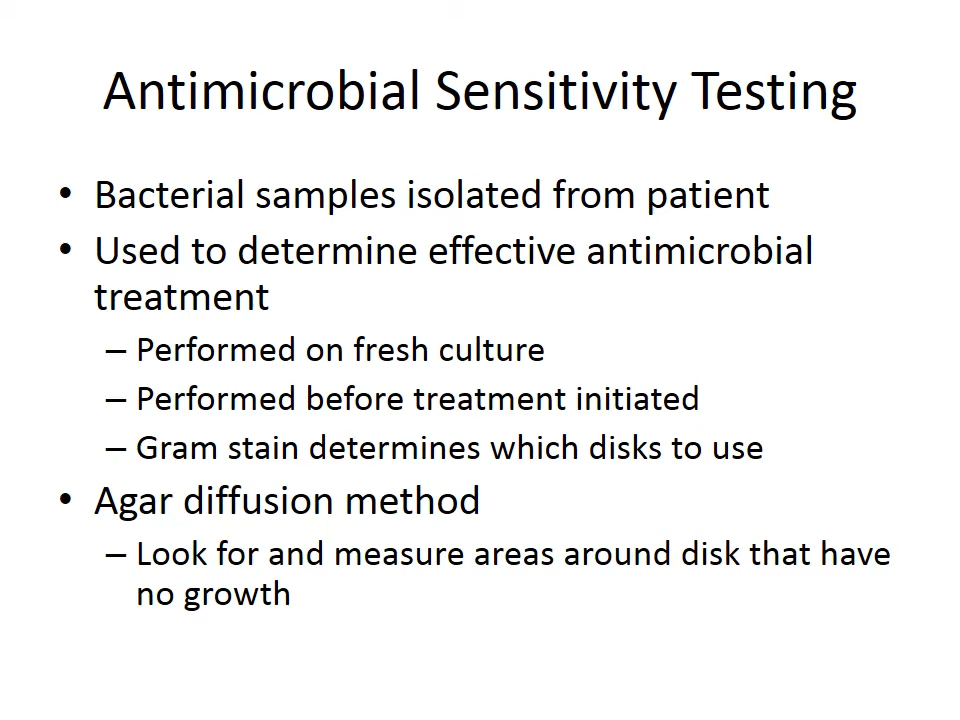 Antimicrobial Sensitivity Testing
• Bacterial samples isolated from patient
• Used to determine effective antimicrobial
treatment
– Performed on fresh culture
– Performed before treatment initiated
– Gram stain determines which disks to use
• Agar diffusion method
– Look for and measure areas around disk that have
no growth